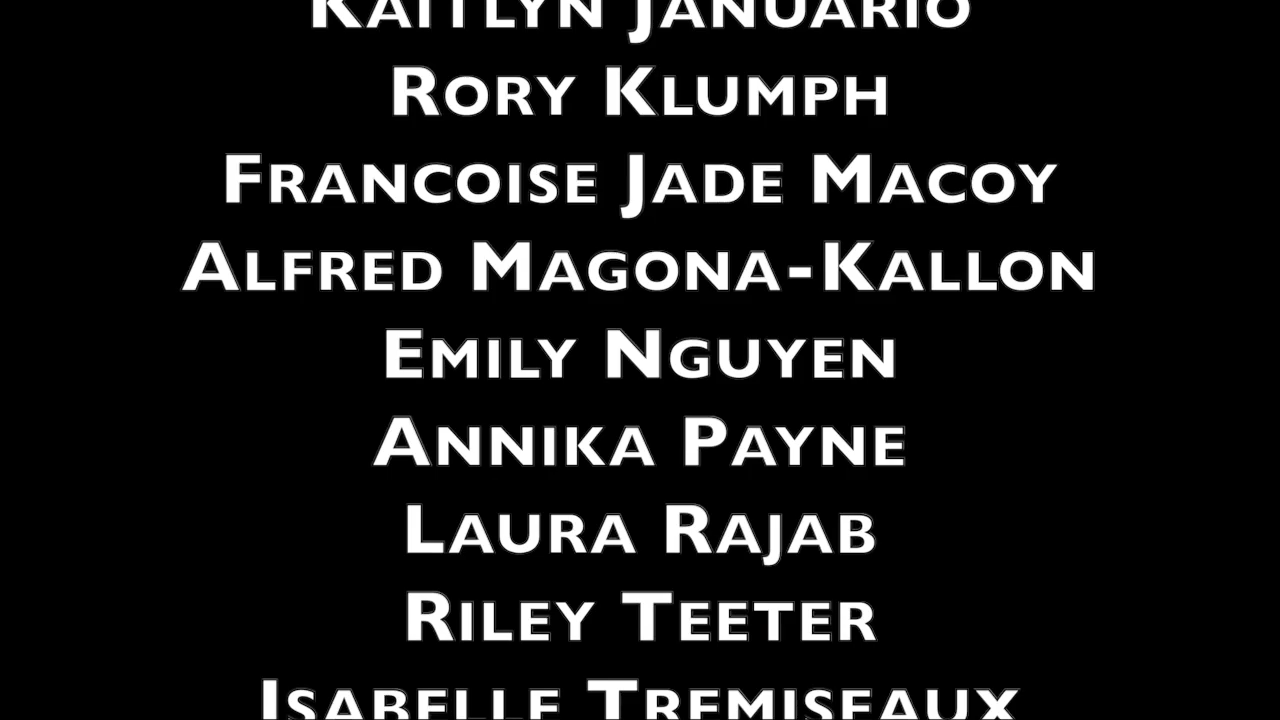 KAITLYN JANUARIO
RORY KLUMPH
FRANCOISE JADE MACOY
ALFRED MAGONA-KALLON
EMILY NGUYEN
ANNIKA PAYNE
LAURA RAJAB
RILEY TEETER
ISABELLE TREMISEAUX